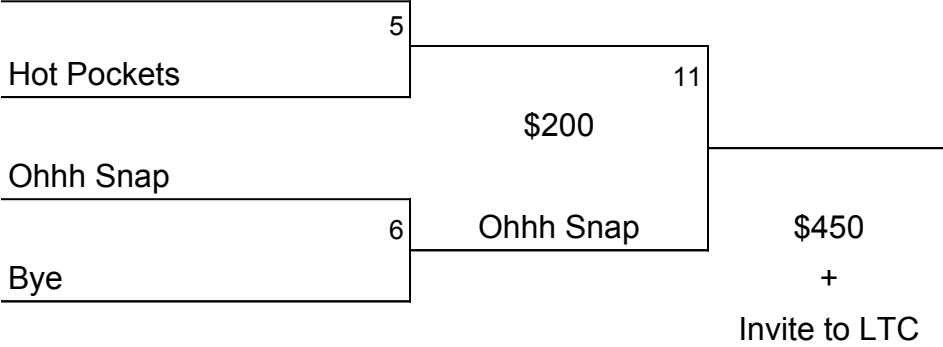 5
Hot Pockets
11
$200
Ohhh Snap
6
Ohhh Snap
$450
Bye
+
Invite to LTC